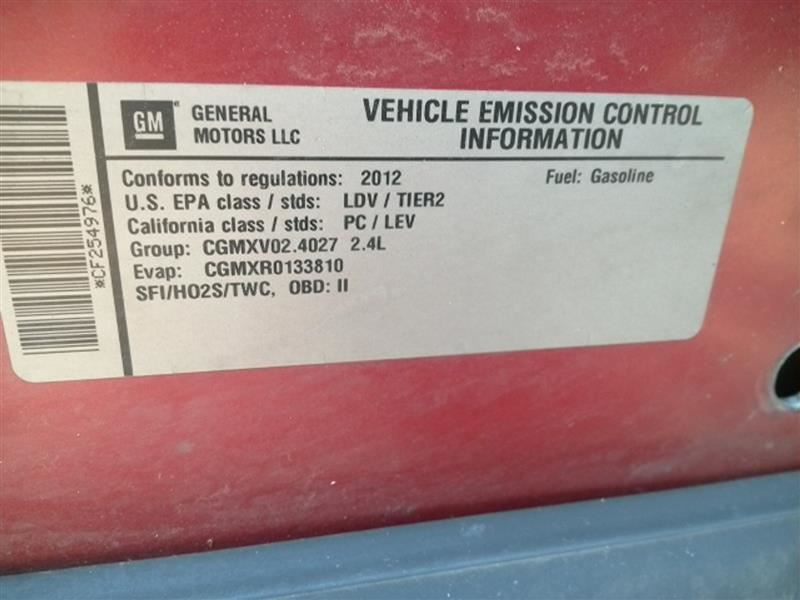 *CF254976*
GM
GENERAL
MOTORS LLC
VEHICLE EMISSION CONTROL
INFORMATION
Conforms to regulations: 2012 Fuel: Gasoline
U.S. EPA class / stds: LDV / TIER2
California class / stds: PC / LEV
Group: CGMXV02.4027 2.4L
Evap: CGMXR0133810
SFI/HO2S/TWC, OBD: II